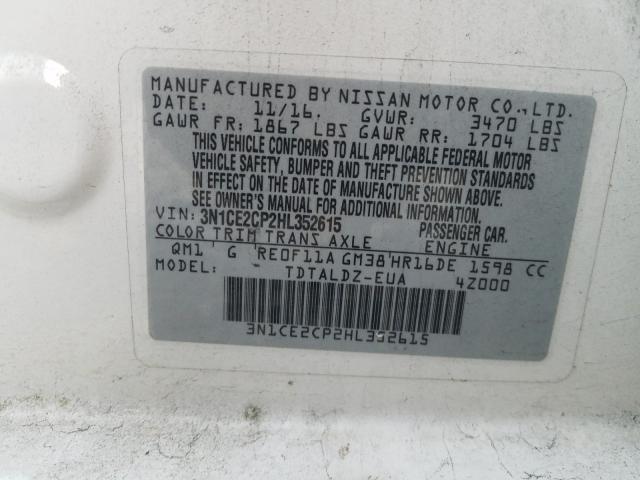 MANUFACTURED BY NISSAN MOTOR CO.,LTD.
DATE: 11/16. GVWR: 3470 LBS
GAWR FR: 1867 LBS GAWR RR: 1704 LBS
THIS VEHICLE CONFORMS TO ALL APPLICABLE FEDERAL MOTOR
VEHICLE SAFETY, BUMPER AND THEFT PREVENTION STANDARDS
IN EFFECT ON THE DATE OF MANUFACTURE SHOWN ABOVE.
SEE OWNER'S MANUAL FOR ADDITIONAL INFORMATION
VIN: 3N1CE2CP2HL352615 PASSENGER CAR.
COLOR TRIM TRANS AXLE ENGINE
QM1' G 'RE0F11A GM38'HR16DE 1598 CC
MODEL: TDTALDZ-EUA 4Z000
3N1CE2CP2HL352615